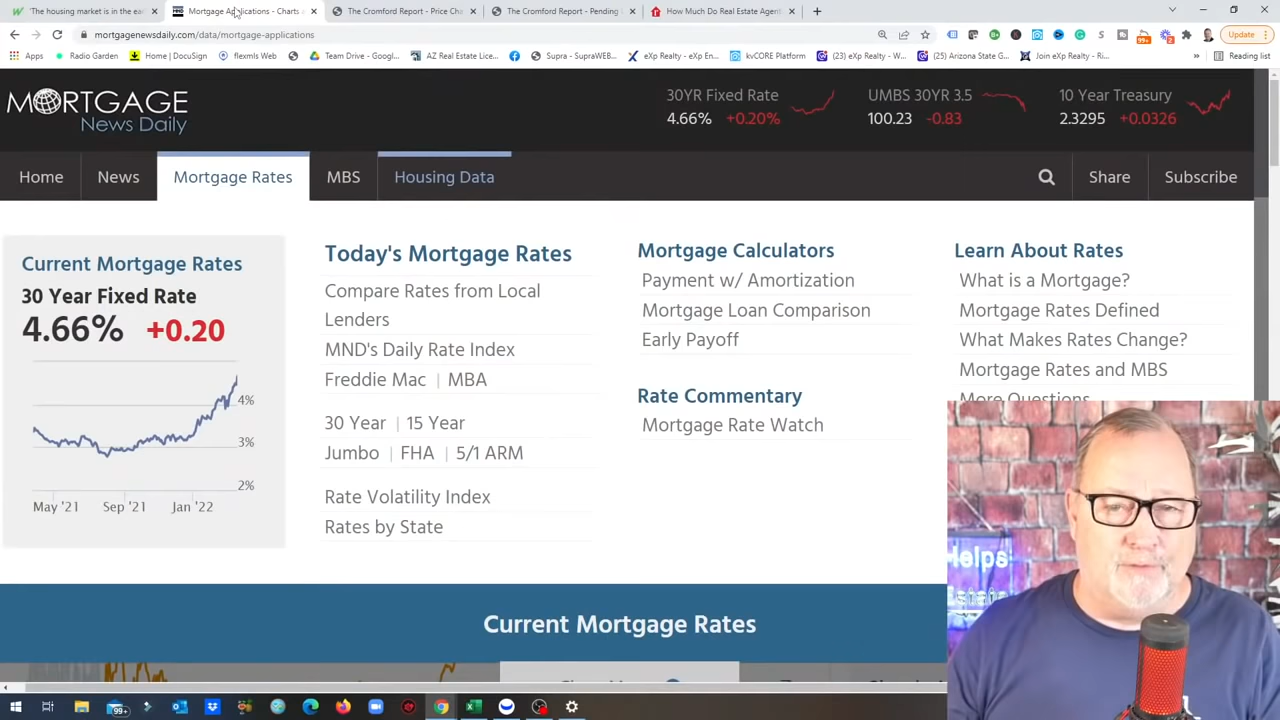 'The housing market is in the ea
Mortgage Applications - Charts a
The Cromford Report - Price Cha
The Cromford Report - Pending
How Much Do Real Estate Agen
mortgagenewsdaily.com/data/mortgage-applications
Update
Apps
Radio Garden
Home | DocuSign
flexmls Web
Team Drive - Googl...
AZ Real Estate Lice...
Supra - SupraWEB...
eXp Realty - eXp En...
kvCORE Platform
(23) eXp Realty - W...
(25) Arizona State G...
Join eXp Realty - Ri...
Reading list
MORTGAGE
News Daily
30YR Fixed Rate
4.66% +0.20%
UMBS 30YR 3.5
100.23 -0.83
10 Year Treasury
2.3295 +0.0326
Home
News
Mortgage Rates
MBS
Housing Data
Share
Subscribe
Current Mortgage Rates
30 Year Fixed Rate
4.66% +0.20
4%
3%
2%
May '21 Sep '21 Jan '22
Today's Mortgage Rates
Compare Rates from Local
Lenders
MND's Daily Rate Index
Freddie Mac | MBA
30 Year | 15 Year
Jumbo | FHA | 5/1 ARM
Rate Volatility Index
Rates by State
Mortgage Calculators
Payment w/ Amortization
Mortgage Loan Comparison
Early Payoff
Rate Commentary
Mortgage Rate Watch
Learn About Rates
What is a Mortgage?
Mortgage Rates Defined
What Makes Rates Change?
Mortgage Rates and MBS
More Questions
Helps
Current Mortgage Rates
99+